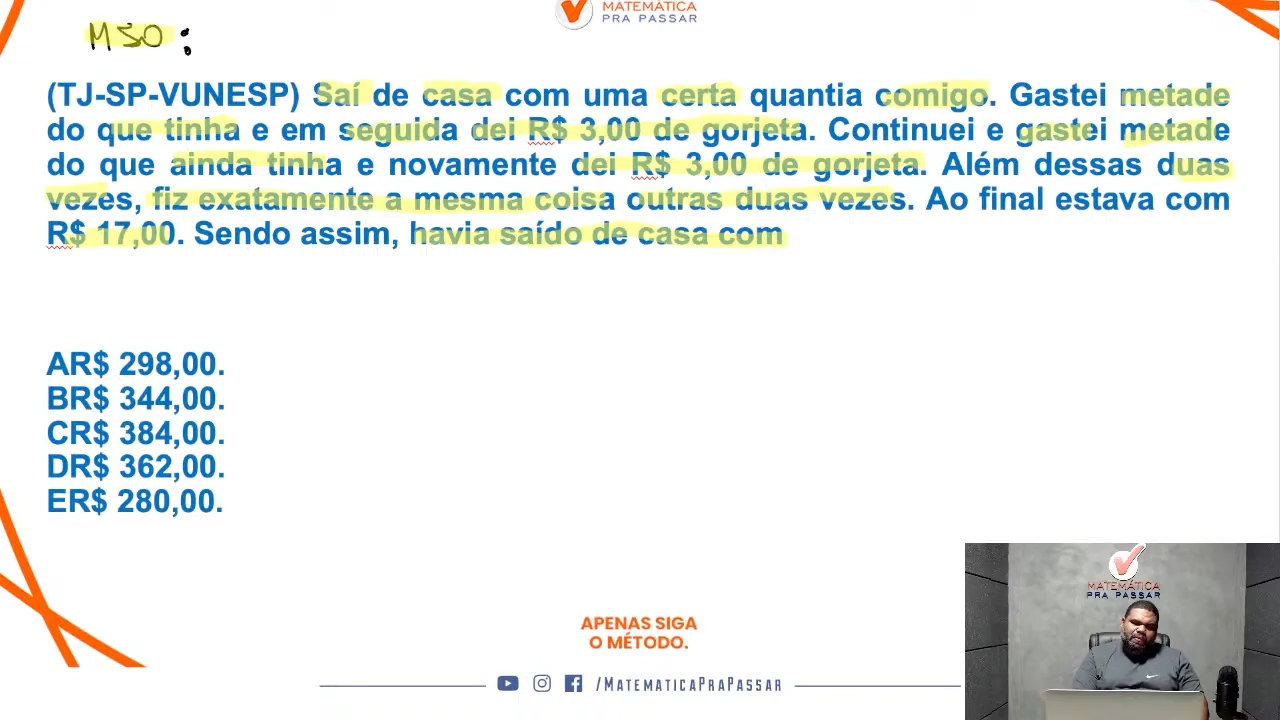 MATEMÁTICA
PRA PASSAR
MSO:
(TJ-SP-VUNESP) Saí de casa com uma certa quantia comigo. Gastei metade
do que tinha e em seguida dei R$ 3,00 de gorjeta. Continuei e gastei metade
do que ainda tinha e novamente dei R$ 3,00 de gorjeta. Além dessas duas
vezes, fiz exatamente a mesma coisa outras duas vezes. Ao final estava com
R$ 17,00. Sendo assim, havia saído de casa com
AR$ 298,00.
BR$ 344,00.
CR$ 384,00.
DR$ 362,00.
ER$ 280,00.
MATEMÁTICA
PRA PASSAR
APENAS SIGA
O MÉTODO.
/MATEMATICAPRAPASSAR